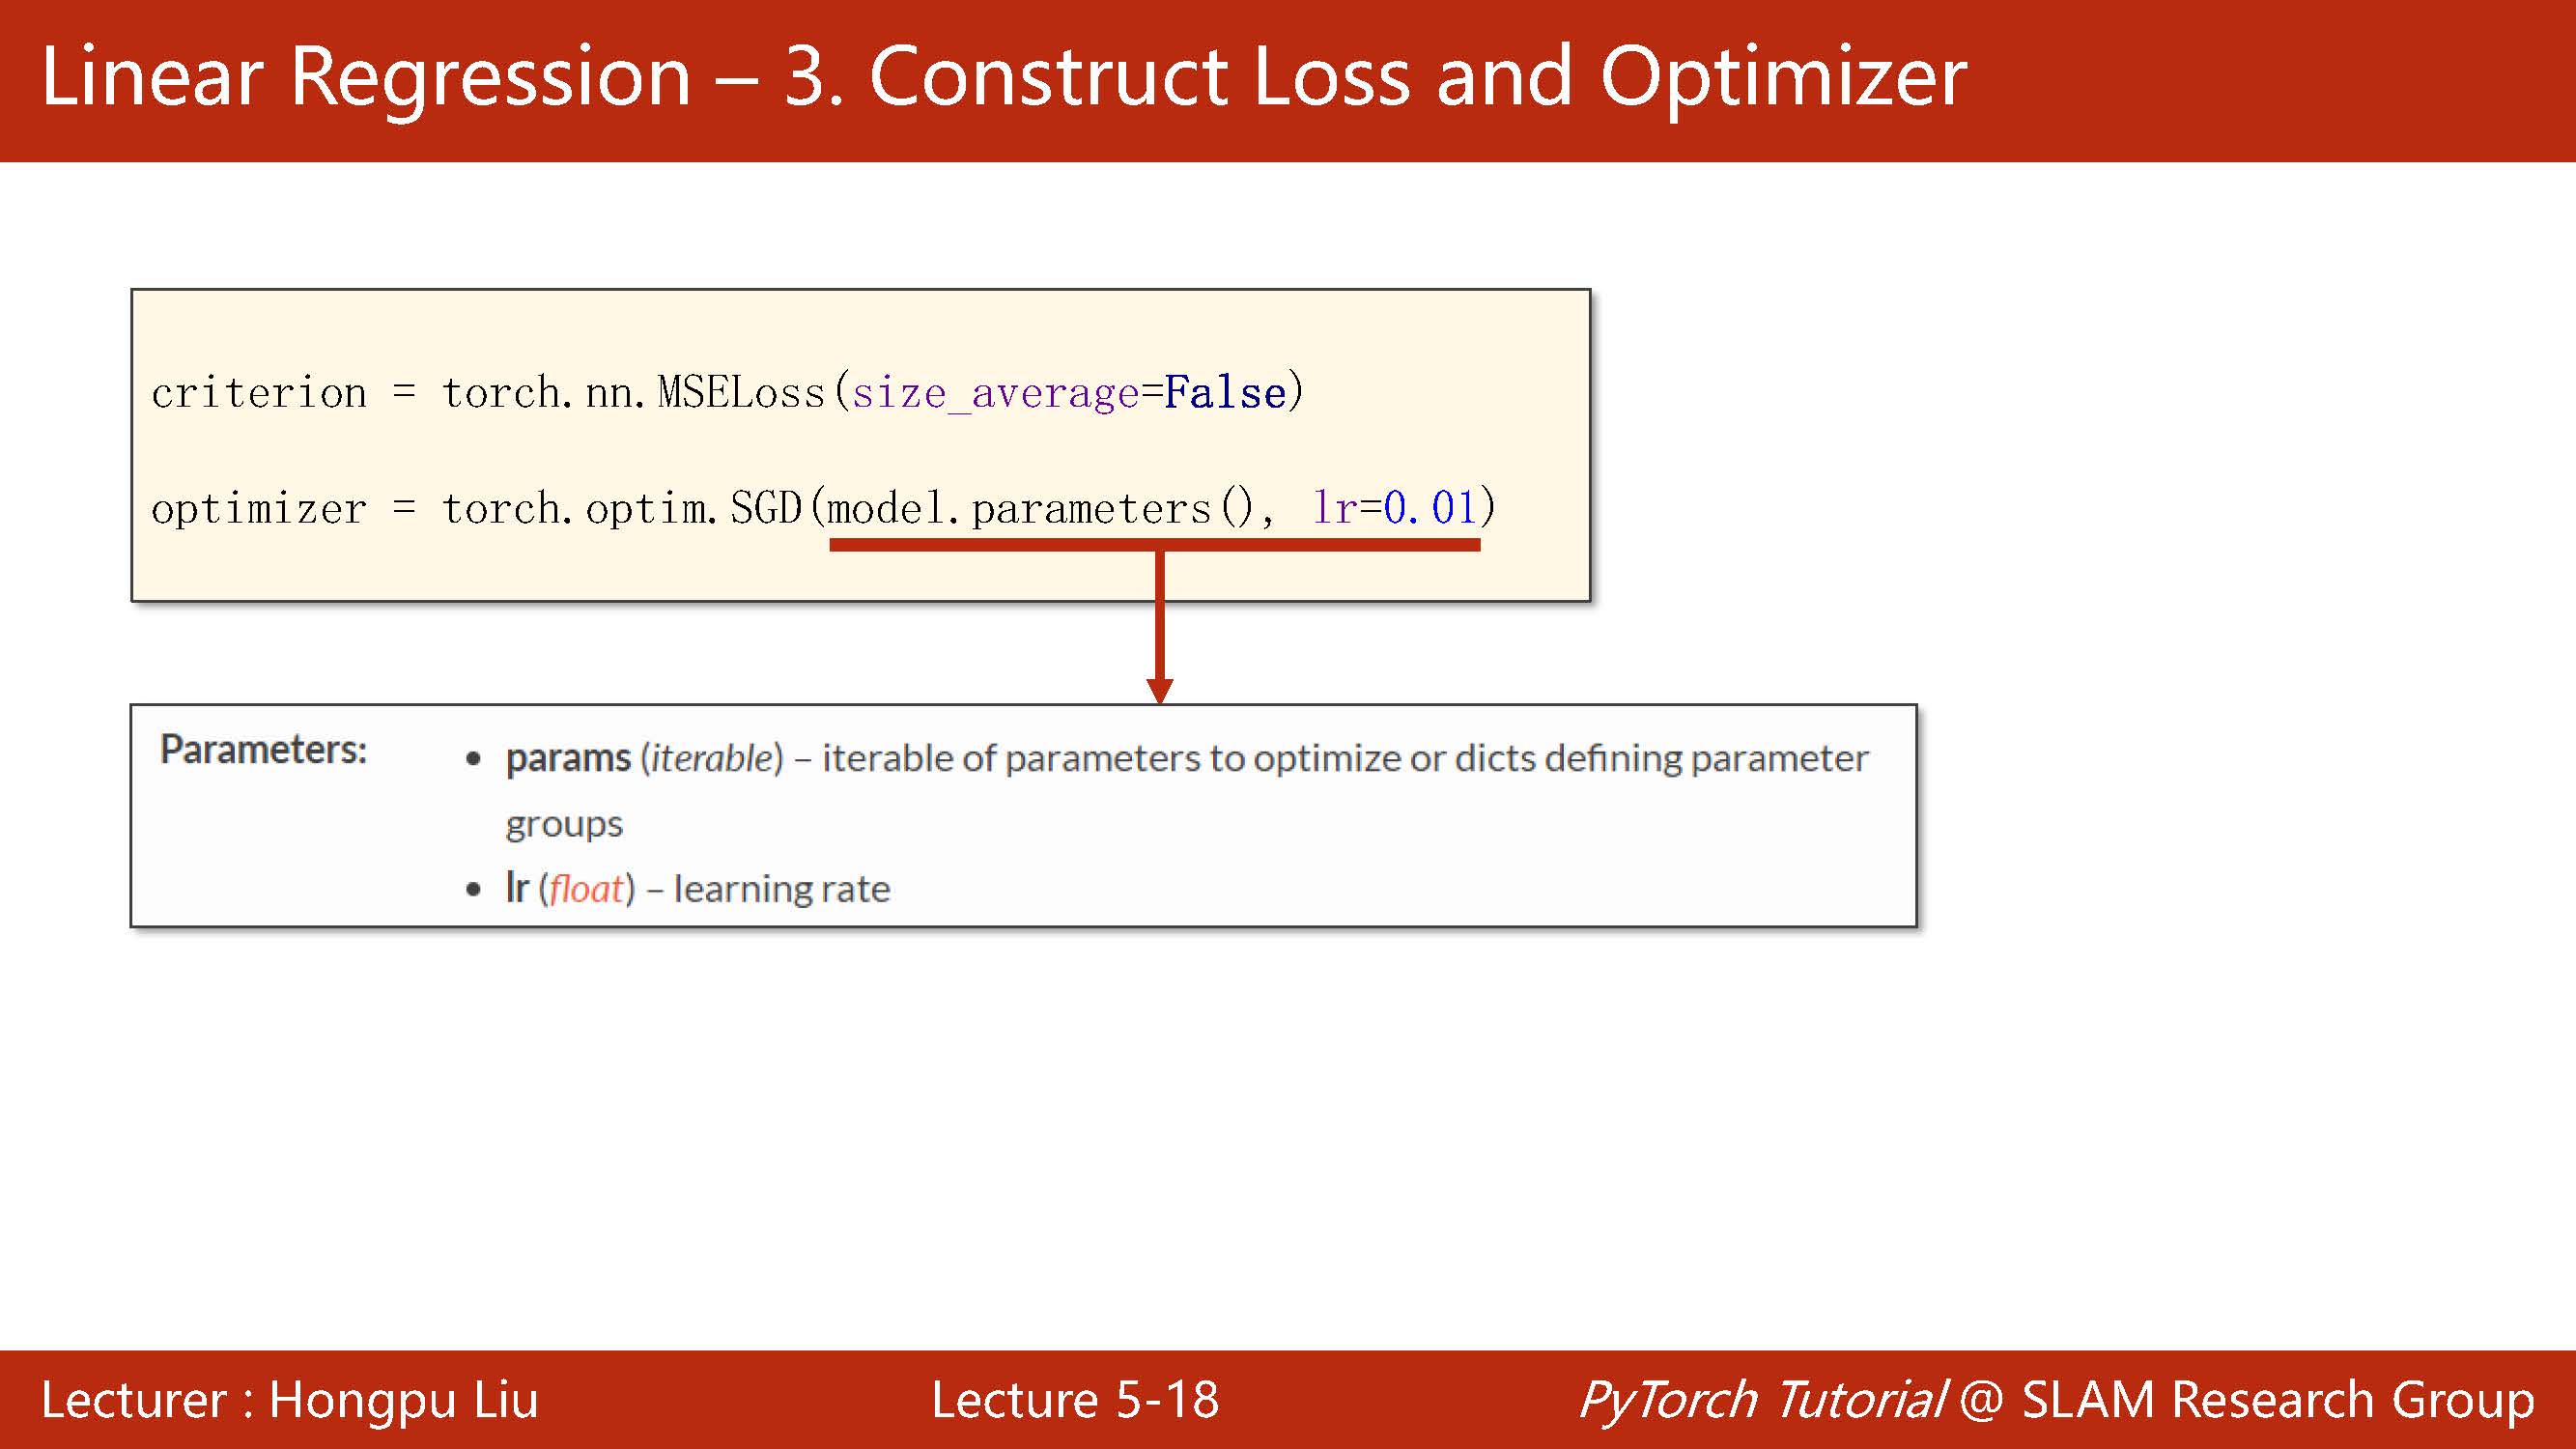 Linear Regression – 3. Construct Loss and Optimizer
criterion = torch.nn.MSELoss(size_average=False)
optimizer = torch.optim.SGD(model.parameters(), lr=0.01)
Parameters:
• params (iterable) – iterable of parameters to optimize or dicts defining parameter
groups
• lr (float) – learning rate
Lecturer : Hongpu Liu
Lecture 5-18
PyTorch Tutorial @ SLAM Research Group